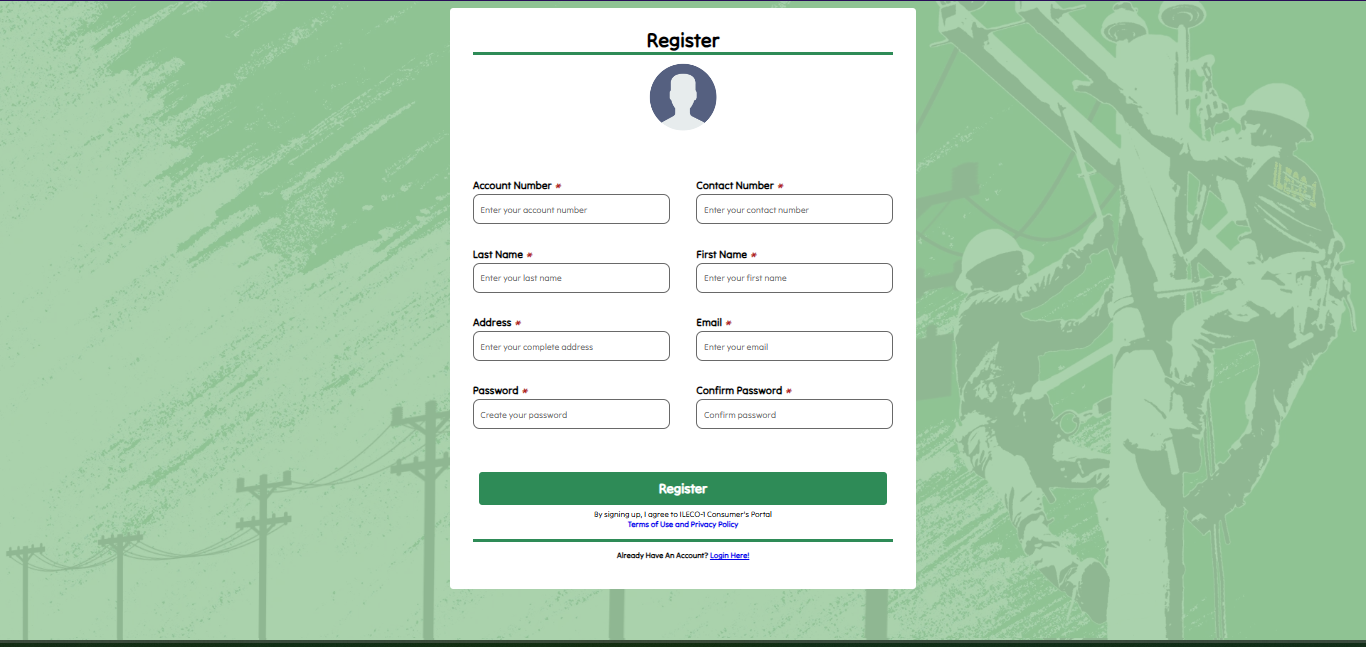 Register
Account Number *
Contact Number *
Enter your account number
Enter your contact number
Last Name *
First Name *
Enter your last name
Enter your first name
Address *
Email *
Enter your complete address
Enter your email
Password *
Confirm Password *
Create your password
Confirm password
Register
By signing up, I agree to ILECO-1 Consumer's Portal
Terms of Use and Privacy Policy
Already Have An Account? Login Here!